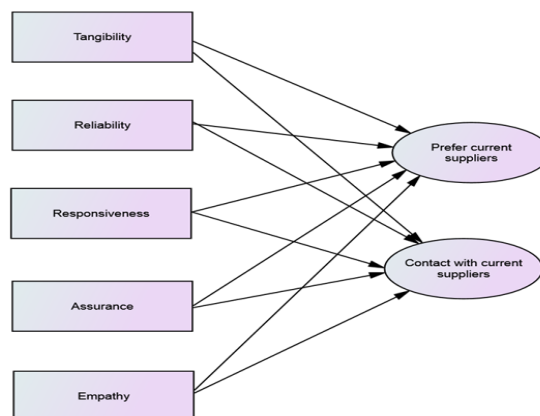 Tangibility
Reliability
Responsiveness
Assurance
Empathy
Prefer current
suppliers
Contact with current
suppliers